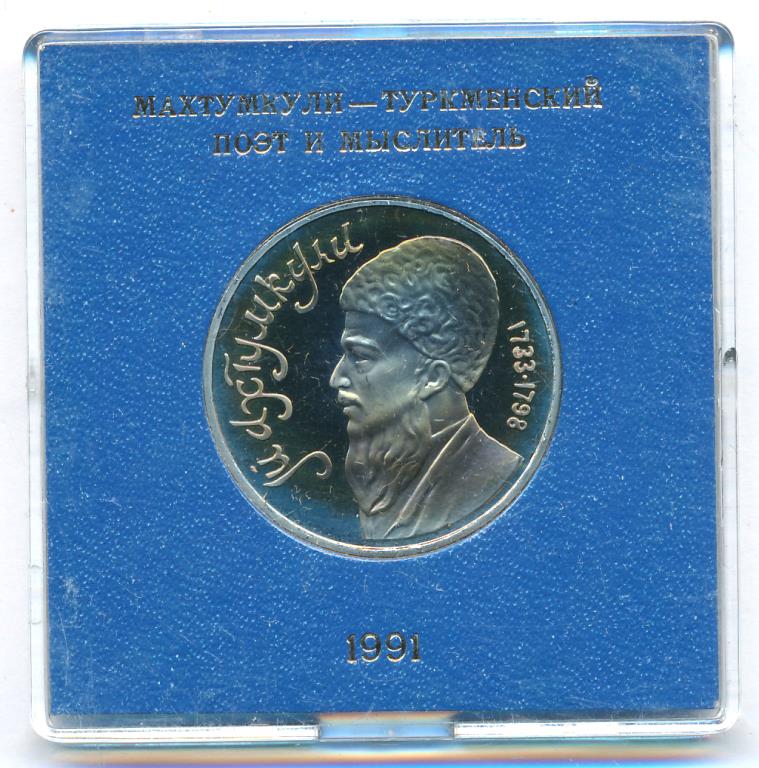 МАХТУМКУЛИ — ТУРКМЕНСКИЙ
ПОЭТ И МЫСЛИТЕЛЬ
Махтумкули
1733·1798
1991